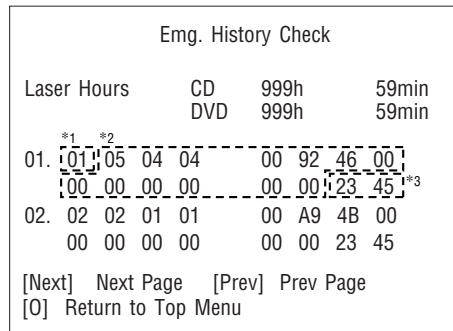 Emg. History Check
Laser Hours CD 999h 59min
DVD 999h 59min
*1 *2
01. 01 05 04 04 00 92 46 00
00 00 00 00 00 00 23 45 *3
02. 02 02 01 01 00 A9 4B 00
00 00 00 00 00 00 23 45
[Next] Next Page [Prev] Prev Page
[O] Return to Top Menu